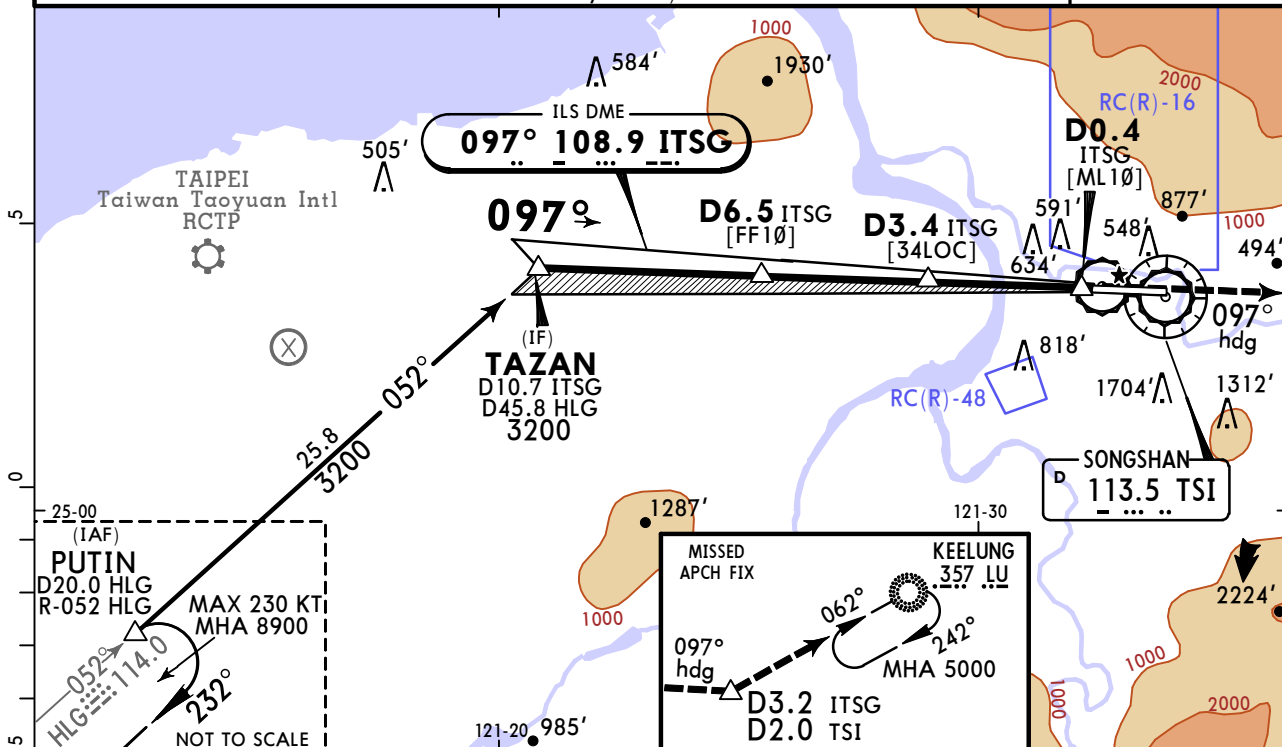 1000
584′
1930′
2000
RC(R)-16
ILS DME
097° 108.9 ITSG
D0.4
ITSG
[ML1Ø]
505′
TAIPEI
Taiwan Taoyuan Intl
RCTP
877′
1000
5
097°
D6.5 ITSG
[FF1Ø]
D3.4 ITSG
[34LOC]
591′
634′
548′
494′
097°
hdg
(IF)
TAZAN
D10.7 ITSG
D45.8 HLG
3200
X
052°
25.8
3200
818′
RC(R)-48
1704′
1312′
SONGSHAN
D
113.5 TSI
0
25-00
1287′
121-30
1000
(IAF)
PUTIN
D20.0 HLG
R-052 HLG
MAX 230 KT
MHA 8900
052°
HLG 114.0
232°
NOT TO SCALE
MISSED
APCH FIX
KEELUNG
357 LU
062°
242°
097°
hdg
MHA 5000
D3.2 ITSG
D2.0 TSI
2224′
1000
1000
2000
5
121-20
985′